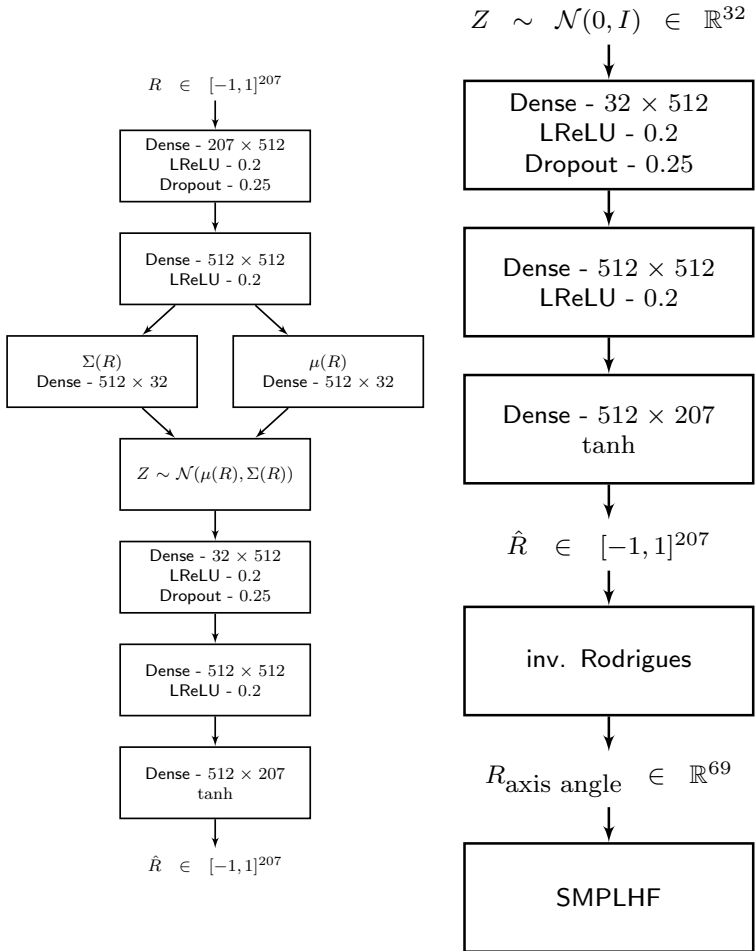 R ∈ [-1, 1]^207
Dense - 207 × 512
LReLU - 0.2
Dropout - 0.25
Dense - 512 × 512
LReLU - 0.2
Σ(R)
Dense - 512 × 32
μ(R)
Dense - 512 × 32
Z ∼ 𝒩(μ(R), Σ(R))
Dense - 32 × 512
LReLU - 0.2
Dropout - 0.25
Dense - 512 × 512
LReLU - 0.2
Dense - 512 × 207
tanh
R̂ ∈ [-1, 1]^207
Z ∼ 𝒩(0, I) ∈ ℝ^32
Dense - 32 × 512
LReLU - 0.2
Dropout - 0.25
Dense - 512 × 512
LReLU - 0.2
Dense - 512 × 207
tanh
R̂ ∈ [-1, 1]^207
inv. Rodrigues
R_axis angle ∈ ℝ^69
SMPLHF